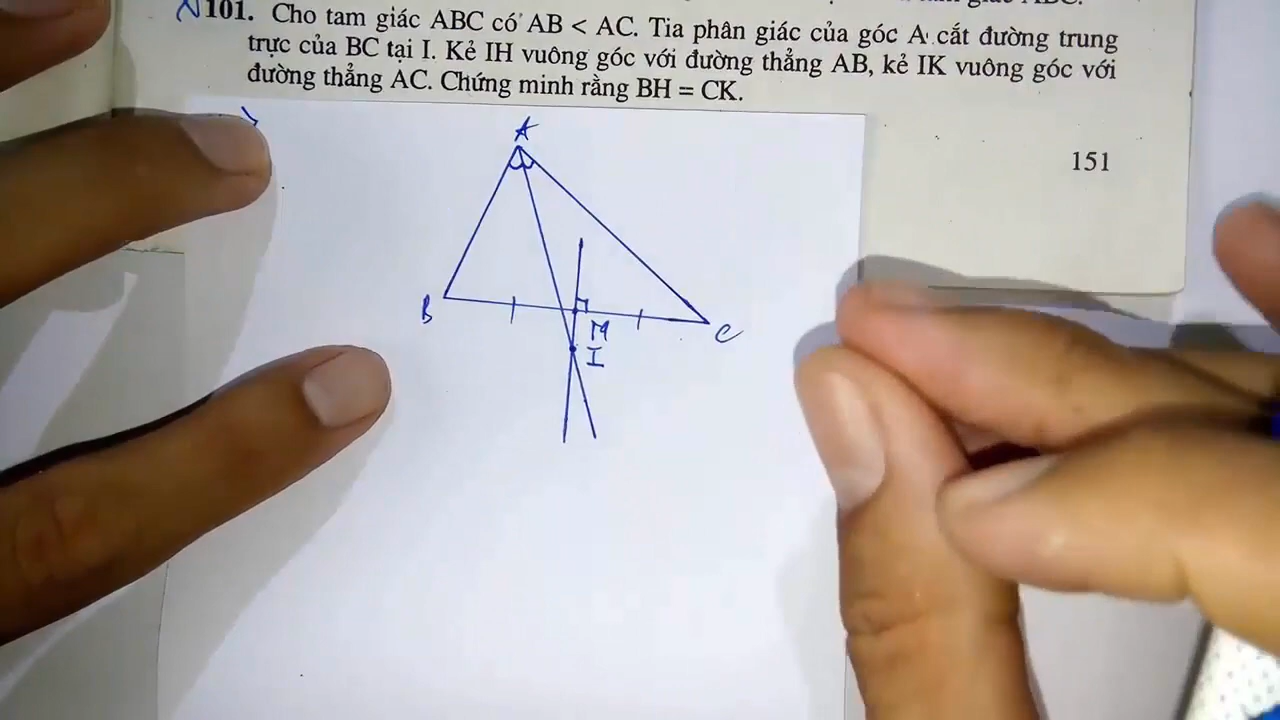 101. Cho tam giác ABC có AB < AC. Tia phân giác của góc A cắt đường trung
trực của BC tại I. Kẻ IH vuông góc với đường thẳng AB, kẻ IK vuông góc với
đường thẳng AC. Chứng minh rằng BH = CK.
151
A
B
M
C
I